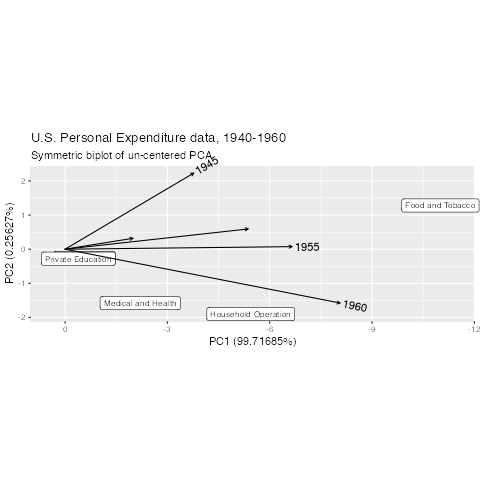 U.S. Personal Expenditure data, 1940-1960
Symmetric biplot of un-centered PCA
1945
2
Food and Tobacco
1
0
1955
Private Education
-1
Medical and Health
1960
Household Operation
-2
0 -3 -6 -9 -12
PC1 (99.71685%)
PC2 (0.25627%)